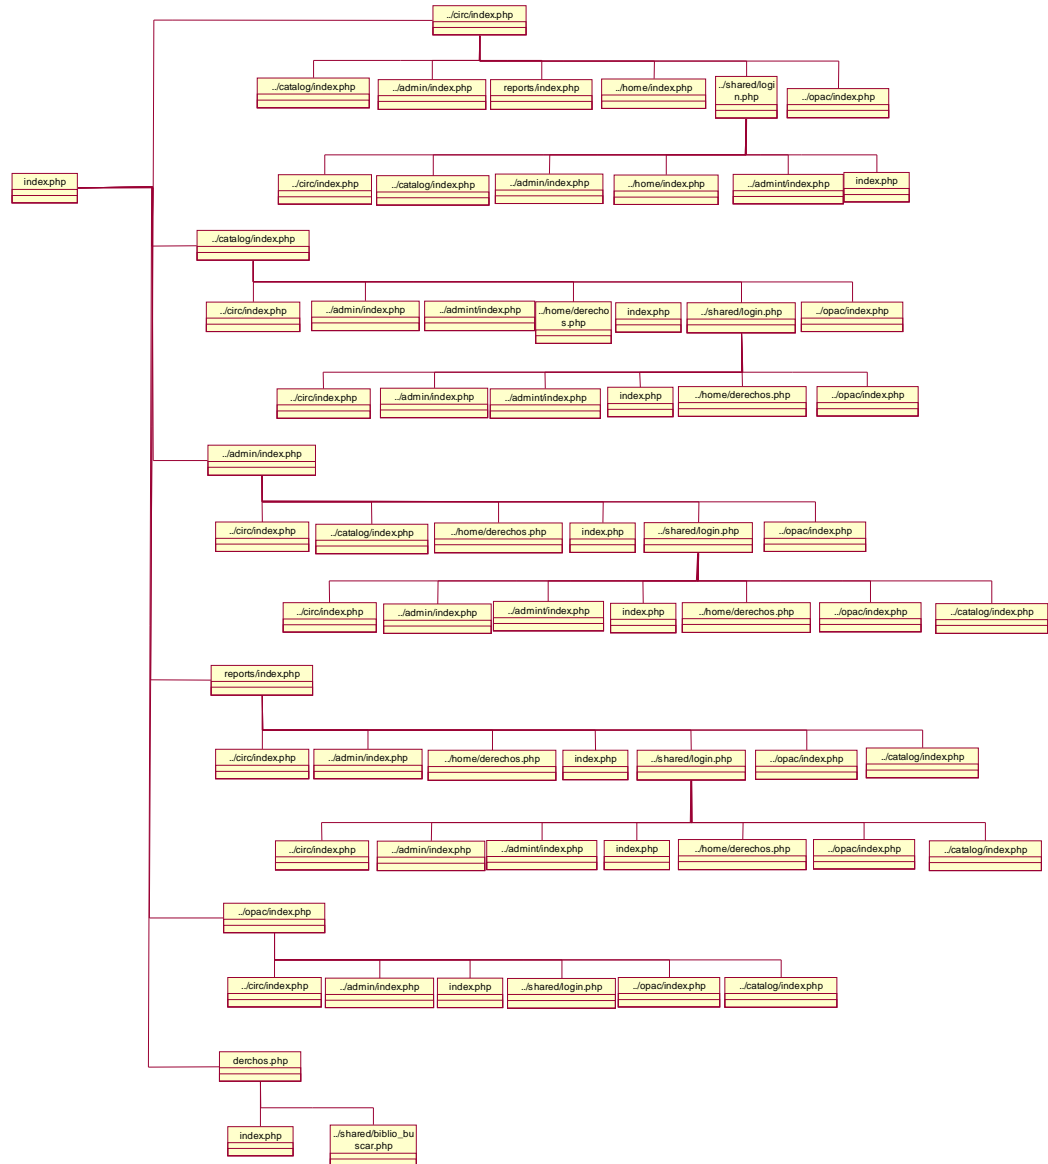 ../circ/index.php
../catalog/index.php
../admin/index.php
reports/index.php
../home/index.php
../shared/logi
n.php
../opac/index.php
index.php
../circ/index.php
../catalog/index.php
../admin/index.php
../home/index.php
../admint/index.php
index.php
../catalog/index.php
../circ/index.php
../admin/index.php
../admint/index.php
../home/derecho
s.php
index.php
../shared/login.php
../opac/index.php
../circ/index.php
../admin/index.php
../admint/index.php
index.php
../home/derechos.php
../opac/index.php
../admin/index.php
../circ/index.php
../catalog/index.php
../home/derechos.php
index.php
../shared/login.php
../opac/index.php
../circ/index.php
../admin/index.php
../admint/index.php
index.php
../home/derechos.php
../opac/index.php
../catalog/index.php
reports/index.php
../circ/index.php
../admin/index.php
../home/derechos.php
index.php
../shared/login.php
../opac/index.php
../catalog/index.php
../circ/index.php
../admin/index.php
../admint/index.php
index.php
../home/derechos.php
../opac/index.php
../catalog/index.php
../opac/index.php
../circ/index.php
../admin/index.php
index.php
../shared/login.php
../opac/index.php
../catalog/index.php
derchos.php
index.php
../shared/biblio_bu
scar.php